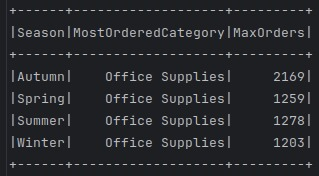 +------+-------------------+---------+
|Season|MostOrderedCategory|MaxOrders|
+------+-------------------+---------+
|Autumn|    Office Supplies|     2169|
|Spring|    Office Supplies|     1259|
|Summer|    Office Supplies|     1278|
|Winter|    Office Supplies|     1203|
+------+-------------------+---------+